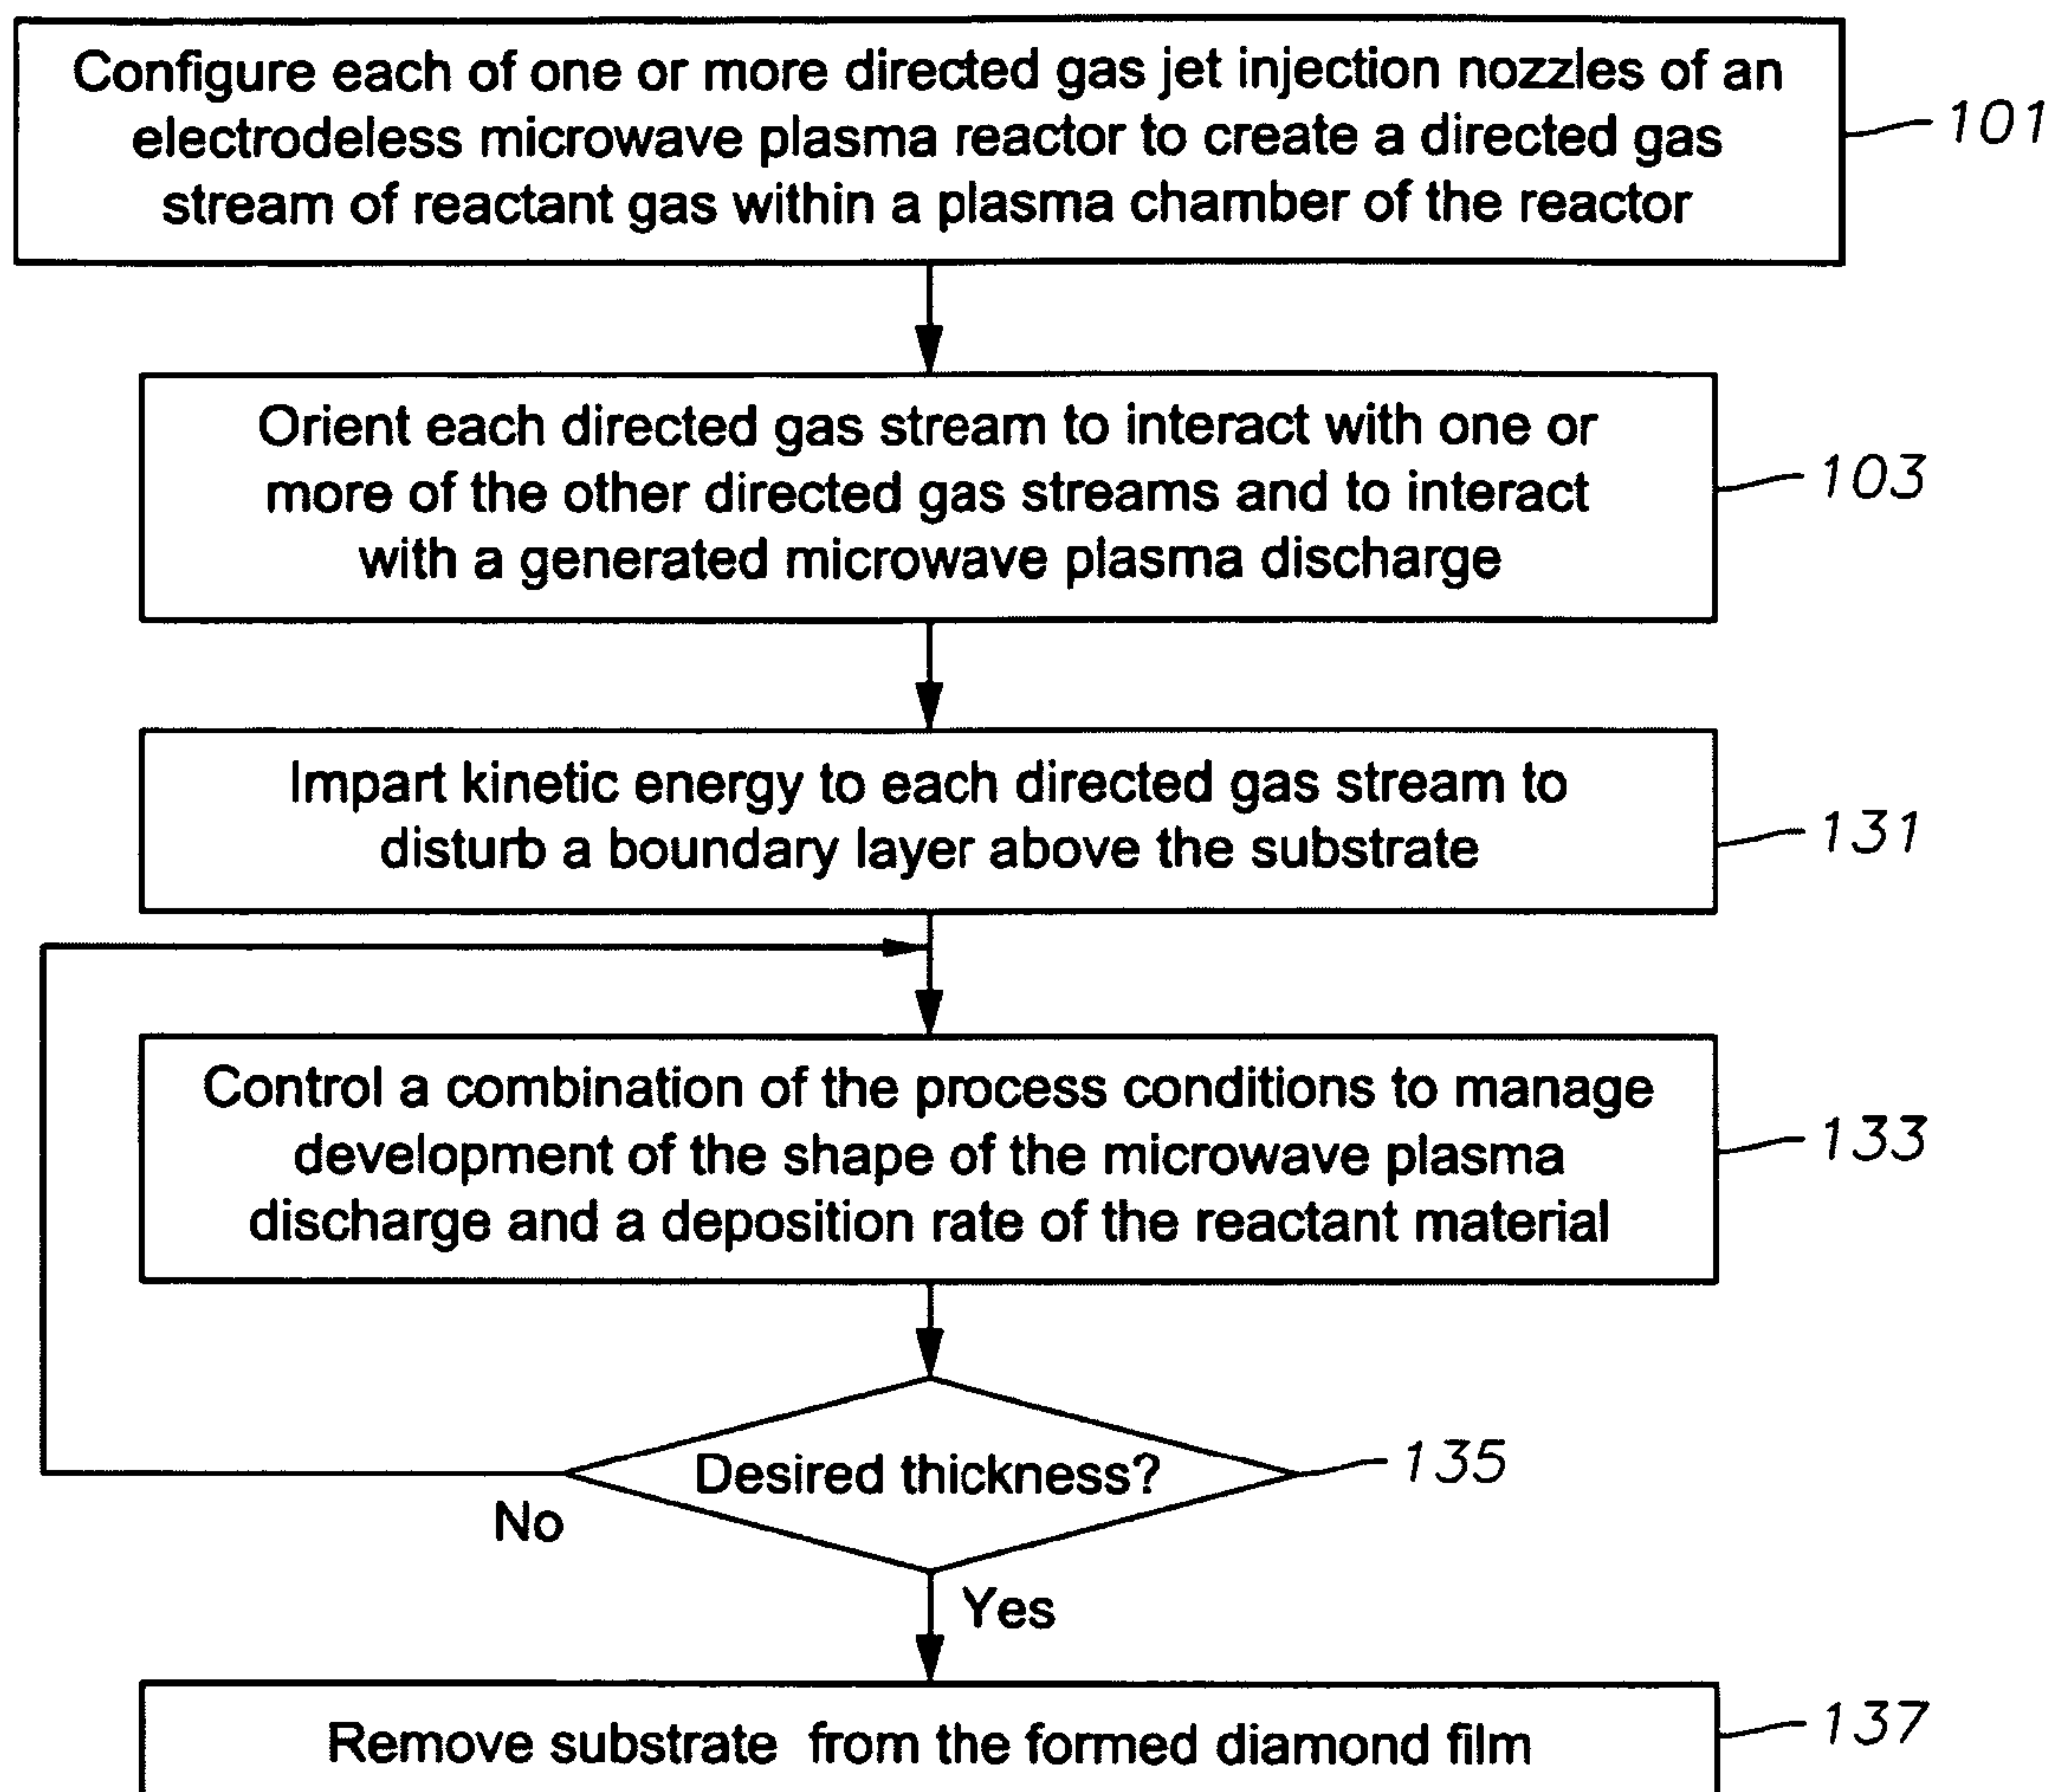 Configure each of one or more directed gas jet injection nozzles of an
electrodeless microwave plasma reactor to create a directed gas
stream of reactant gas within a plasma chamber of the reactor
101
Orient each directed gas stream to interact with one or
more of the other directed gas streams and to interact
with a generated microwave plasma discharge
103
Impart kinetic energy to each directed gas stream to
disturb a boundary layer above the substrate
131
Control a combination of the process conditions to manage
development of the shape of the microwave plasma
discharge and a deposition rate of the reactant material
133
Desired thickness?
135
No
Yes
Remove substrate from the formed diamond film
137